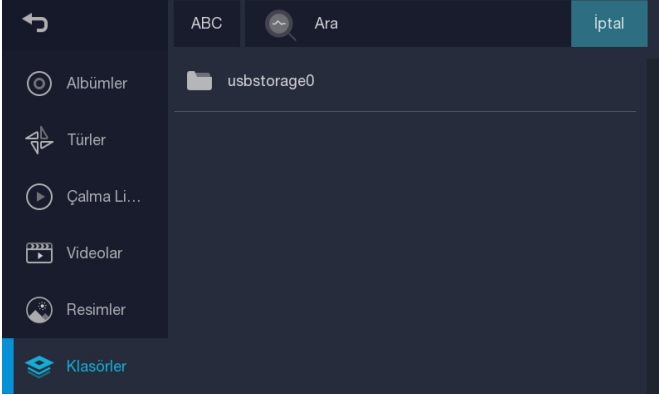 ABC
Ara
İptal
Albümler
usbstorage0
Türler
Çalma Li...
Videolar
Resimler
Klasörler